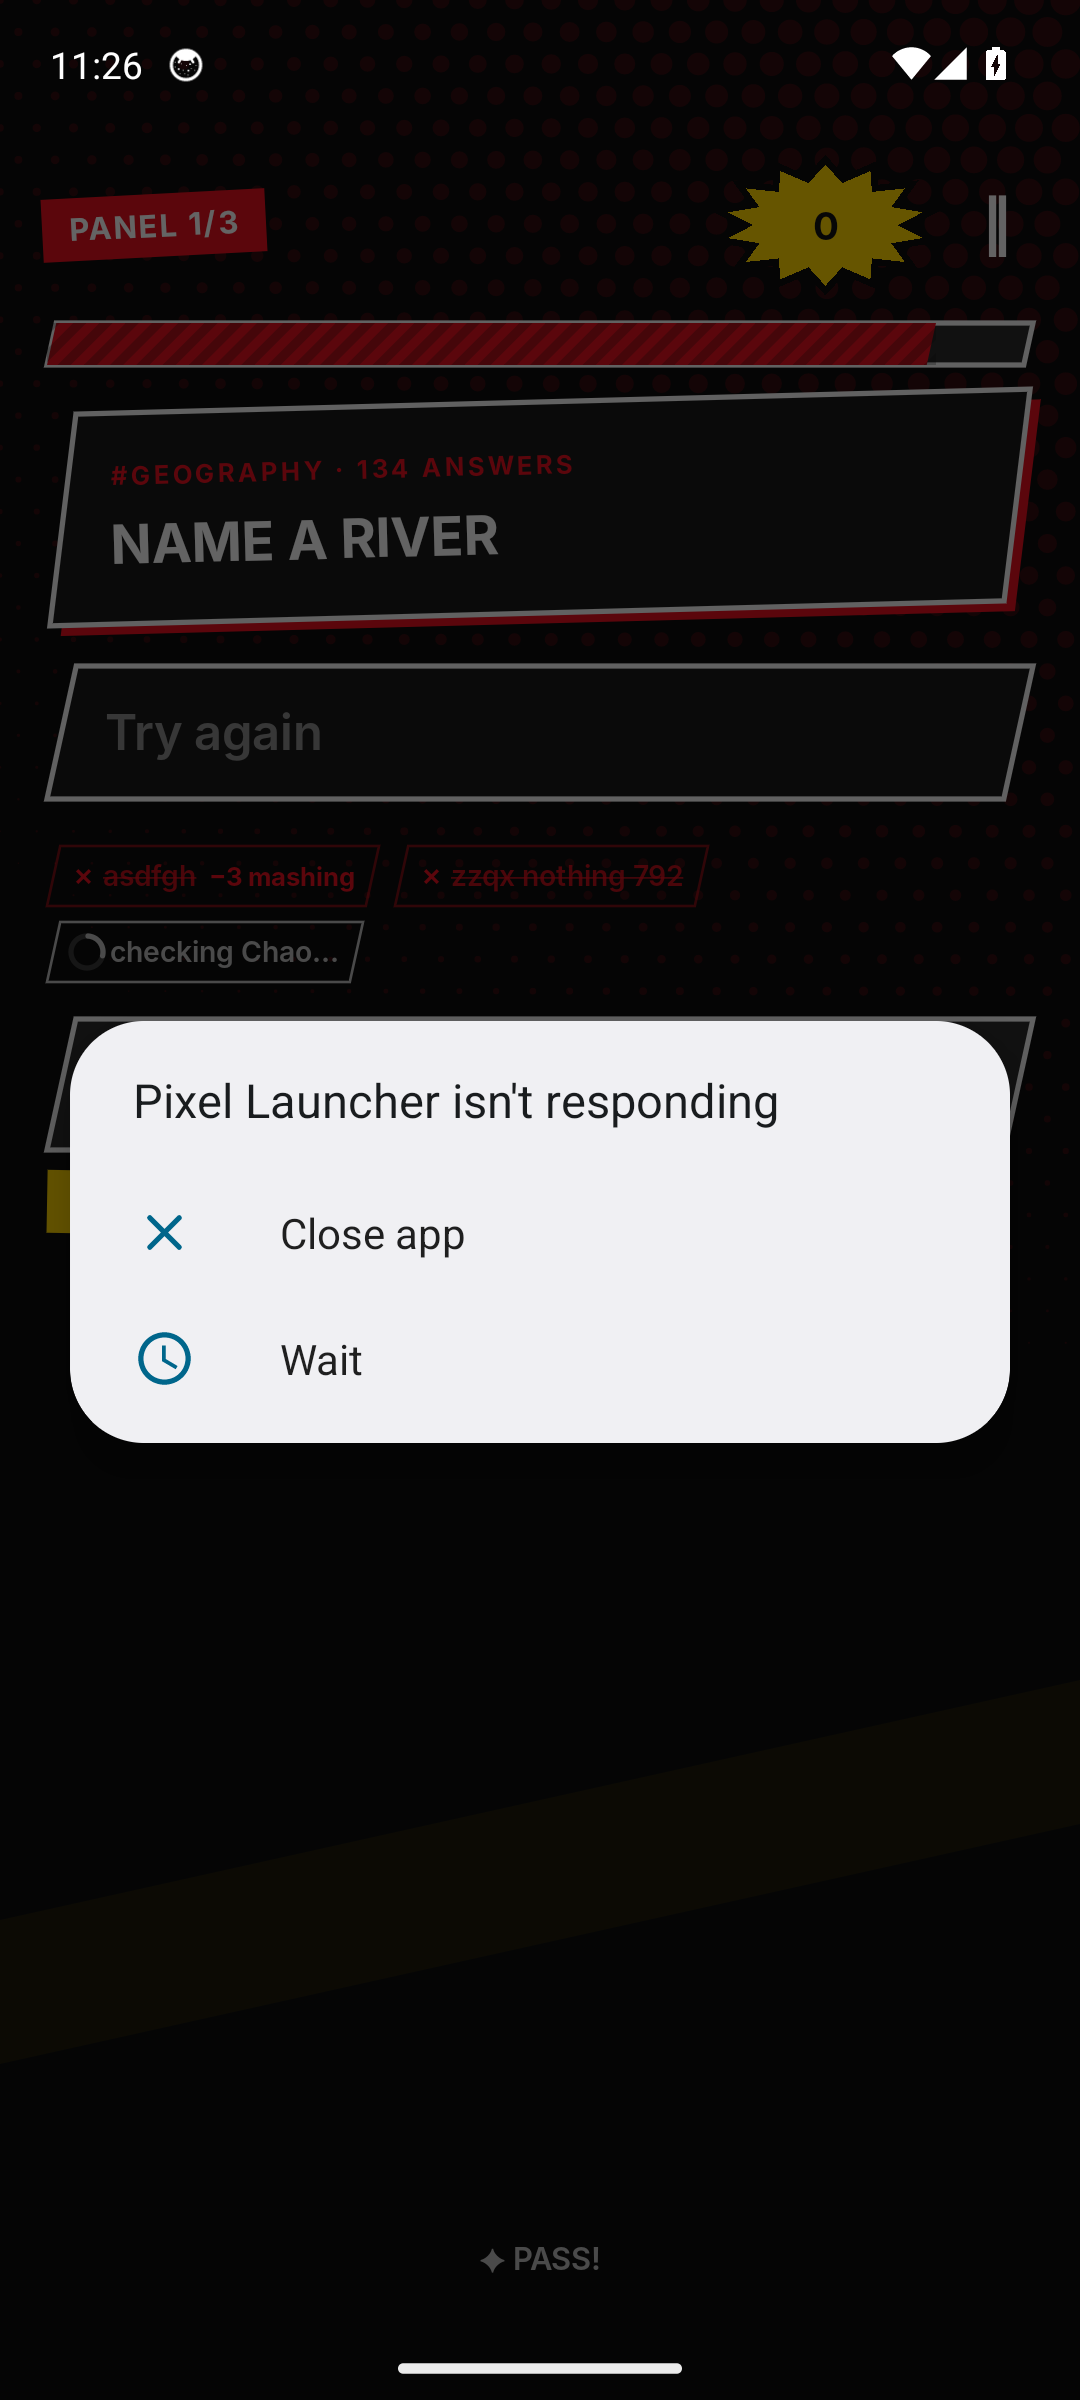 11:26
PANEL 1/3
0
#GEOGRAPHY · 134 ANSWERS
NAME A RIVER
Try again
× asdfgh −3 mashing × zzqx nothing 792
checking Chao...
Pixel Launcher isn't responding
Close app
Wait
PASS!